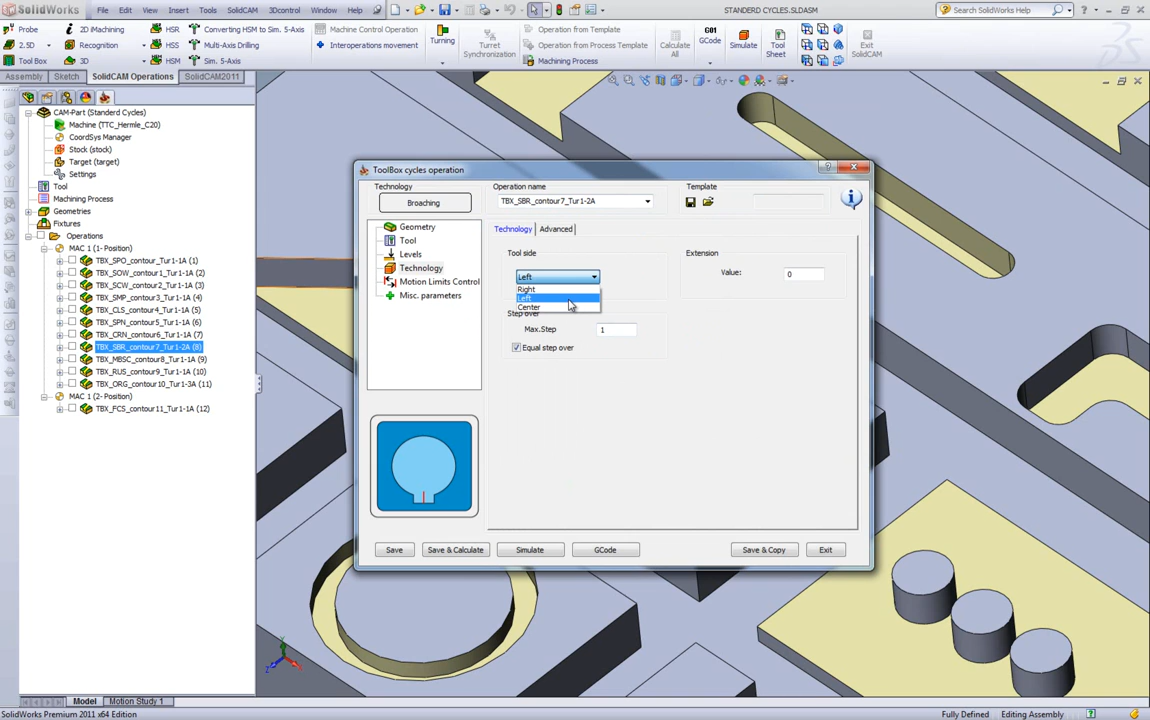 SolidWorks File Edit View Insert Tools SolidCAM 3Dcontrol Window Help STANDERD CYCLES.SLDASM Search SolidWorks Help
Probe 2D iMachining HSR Converting HSM to Sim. 5-Axis Machine Control Operation Operation from Template
2.5D Recognition HSS Multi-Axis Drilling Interoperations movement Turning Turret Synchronization Operation from Process Template Calculate All GCode Simulate Tool Sheet Exit SolidCAM
Tool Box 3D HSM Sim. 5-Axis Machining Process
G01
Assembly Sketch SolidCAM Operations SolidCAM2011
CAM-Part (Standerd Cycles)
Machine (TTC_Hermle_C20)
CoordSys Manager
Stock (stock)
Target (target)
Settings
Tool
Machining Process
Geometries
Fixtures
Operations
MAC 1 (1- Position)
TBX_SPO_contour_Tur1-1A (1)
TBX_SOW_contour1_Tur1-1A (2)
TBX_SCW_contour2_Tur1-1A (3)
TBX_SMP_contour3_Tur1-1A (4)
TBX_CLS_contour4_Tur1-1A (5)
TBX_SPN_contour5_Tur1-1A (6)
TBX_CRN_contour6_Tur1-1A (7)
TBX_SBR_contour7_Tur1-2A (8)
TBX_MBSC_contour8_Tur1-1A (9)
TBX_RUS_contour9_Tur1-1A (10)
TBX_ORG_contour10_Tur1-3A (11)
MAC 1 (2- Position)
TBX_FCS_contour11_Tur1-1A (12)
ToolBox cycles operation
Technology Operation name Template
Broaching TBX_SBR_contour7_Tur1-2A
Geometry
Tool
Levels
Technology
Motion Limits Control
Misc. parameters
Technology Advanced
Tool side Extension
Left Value: 0
Right
Left
Center
Step over
Max.Step 1
Equal step over
Save Save & Calculate Simulate GCode Save & Copy Exit
Model Motion Study 1
SolidWorks Premium 2011 x64 Edition Fully Defined Editing Assembly